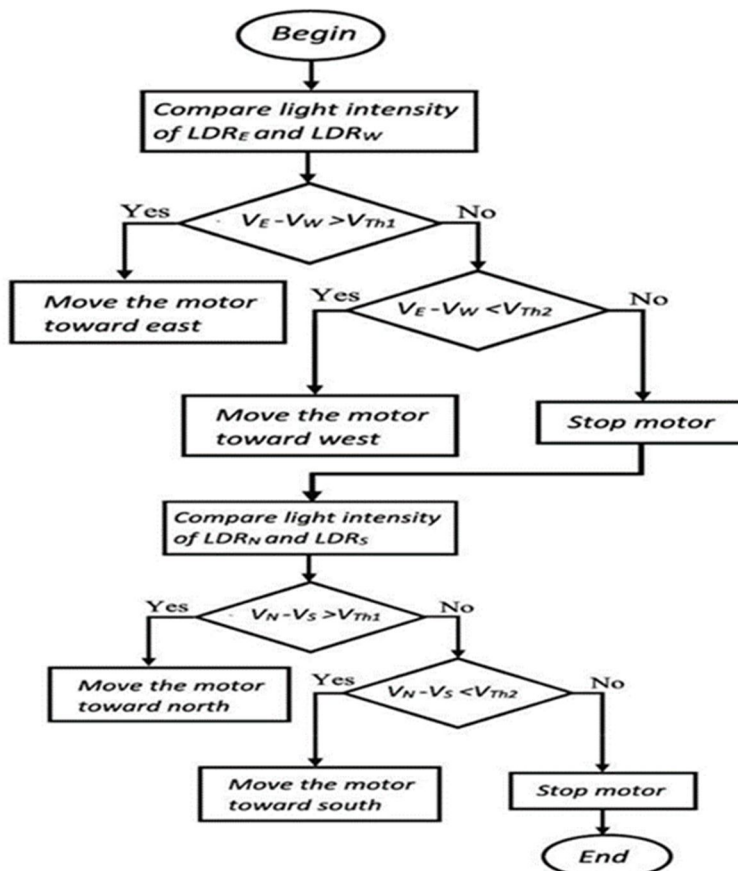 Begin
Compare light intensity
of LDRE and LDRW
Yes
VE-VW >VTh1
No
Move the motor
toward east
Yes
VE-VW <VTh2
No
Move the motor
toward west
Stop motor
Compare light intensity
of LDRN and LDRS
Yes
VN-VS >VTh1
No
Move the motor
toward north
Yes
VN-VS <VTh2
No
Move the motor
toward south
Stop motor
End